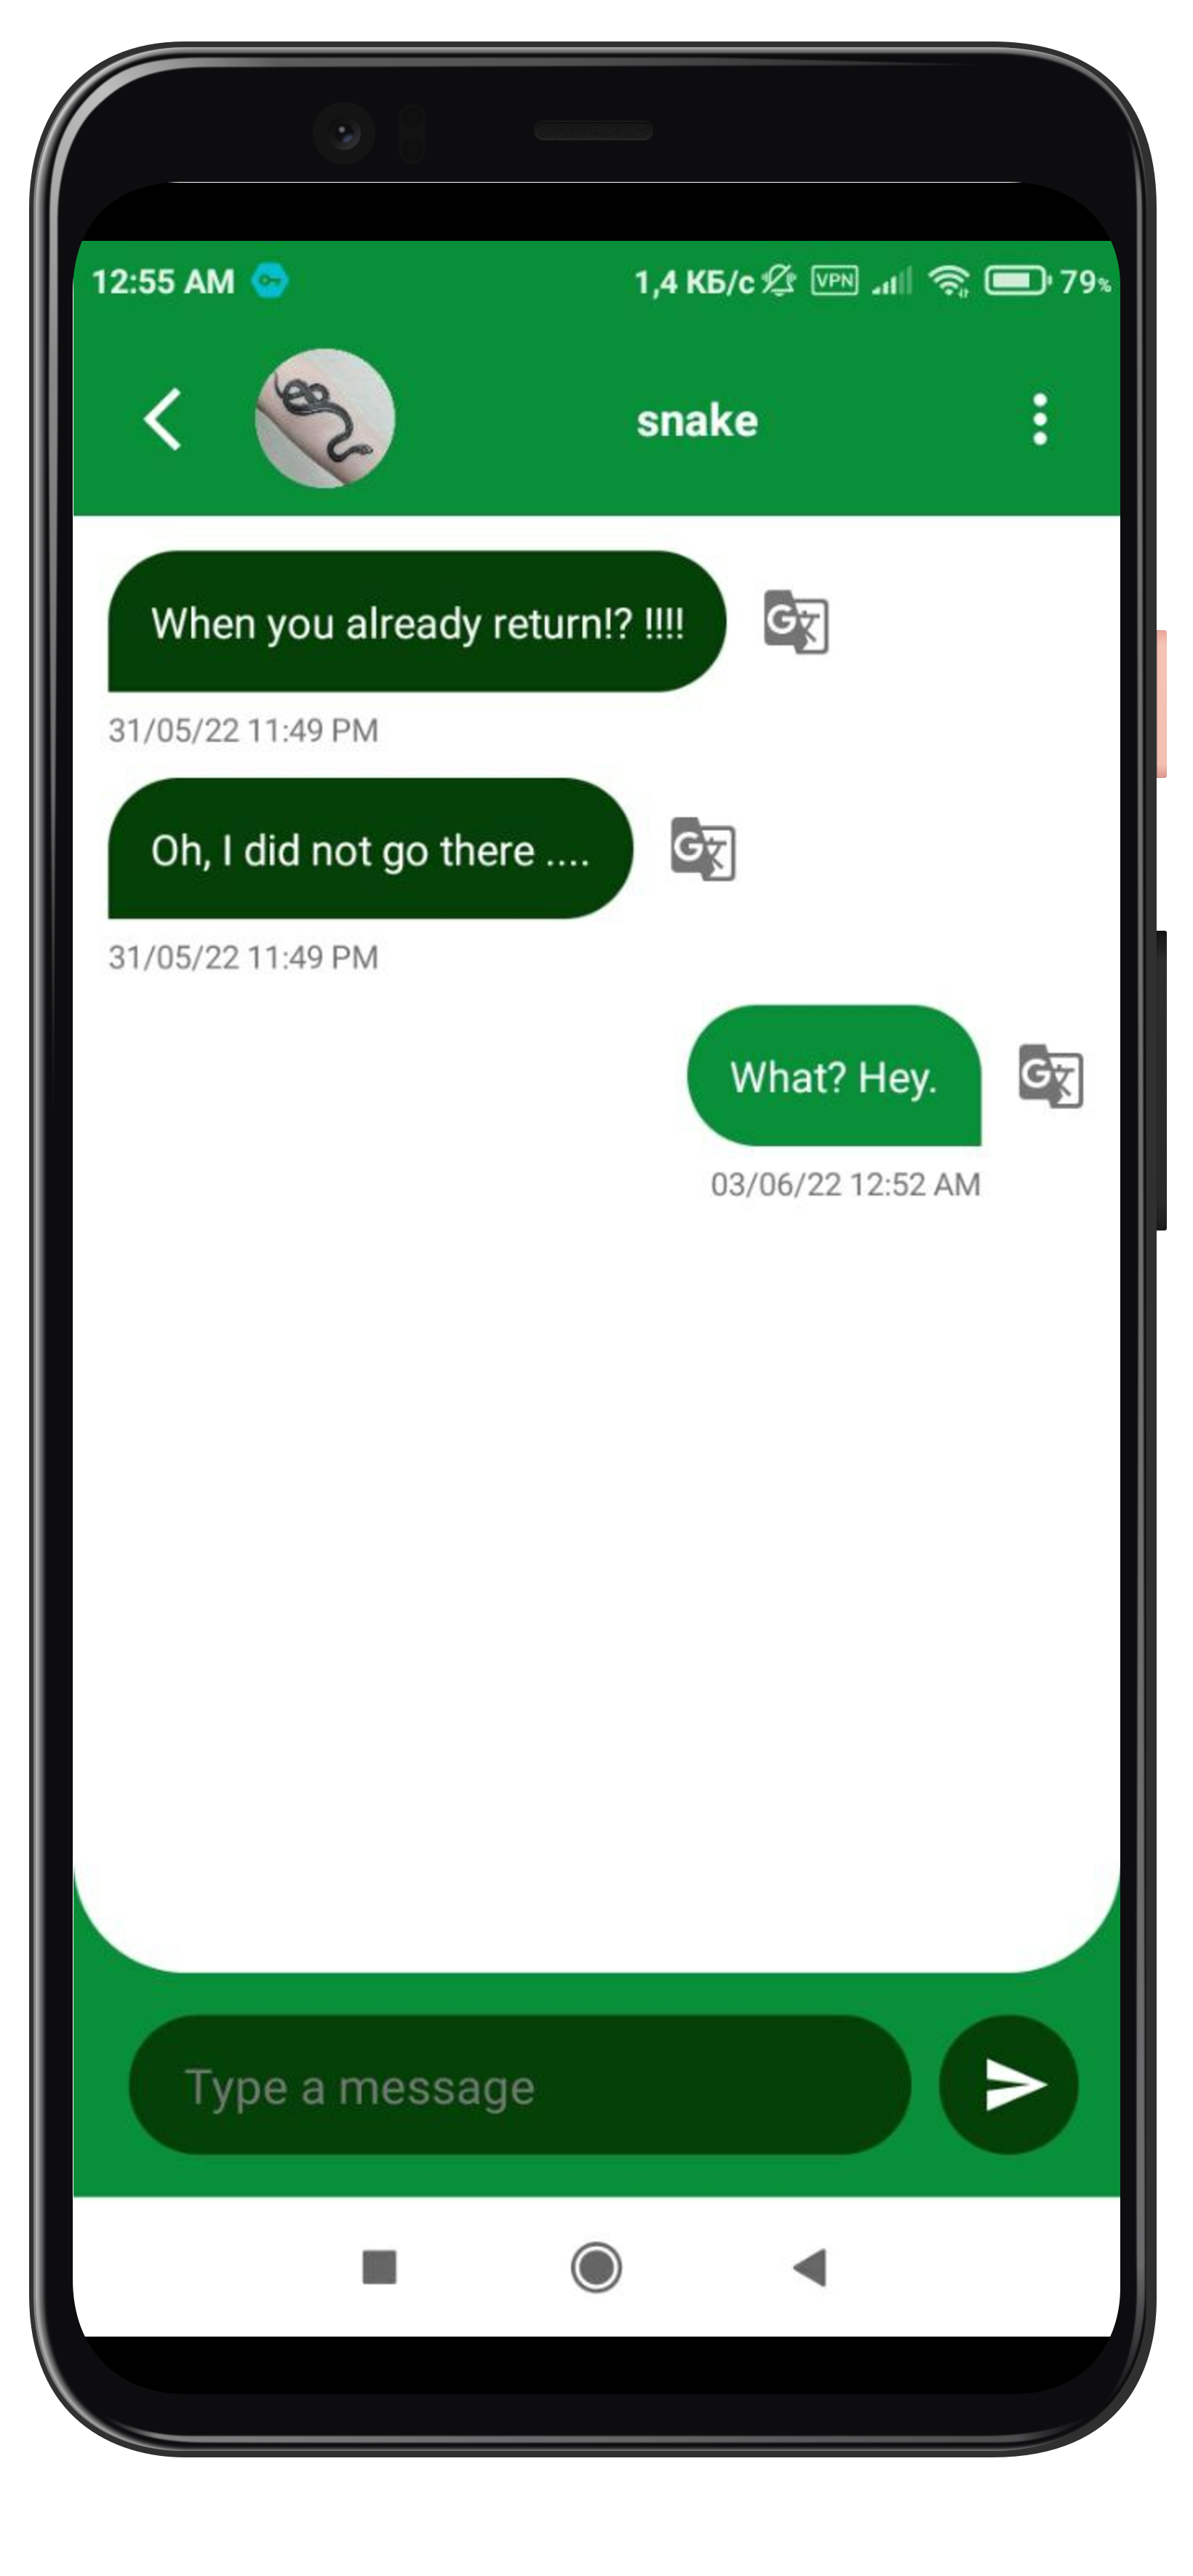 12:55 AM 1,4 КБ/с VPN 79%
snake
When you already return!? !!!!
31/05/22 11:49 PM
Oh, I did not go there ....
31/05/22 11:49 PM
What? Hey.
03/06/22 12:52 AM
Type a message